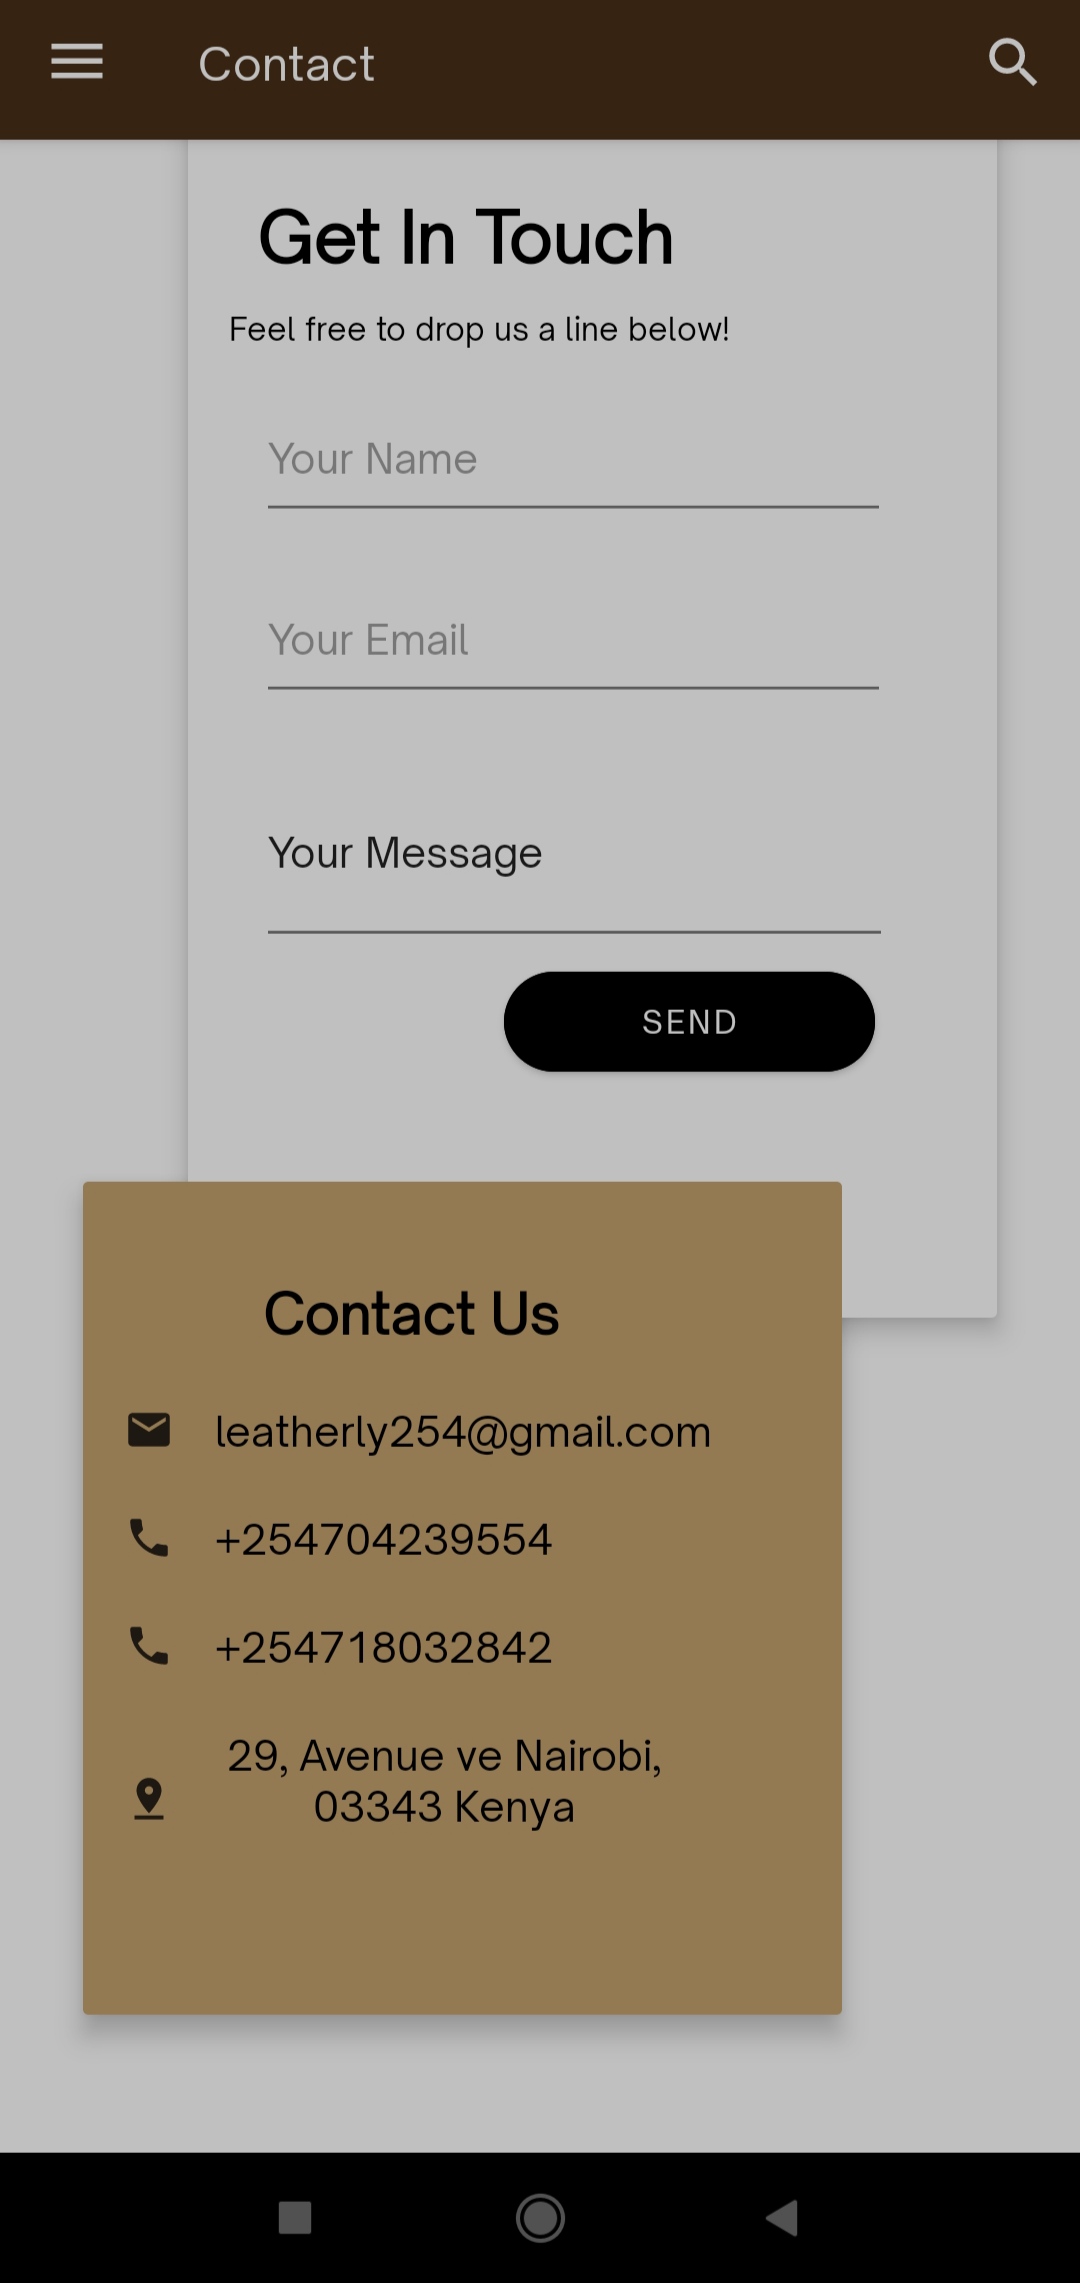 Contact
Get In Touch
Feel free to drop us a line below!
Your Name
Your Email
Your Message
SEND
Contact Us
leatherly254@gmail.com
+254704239554
+254718032842
29, Avenue ve Nairobi,
03343 Kenya